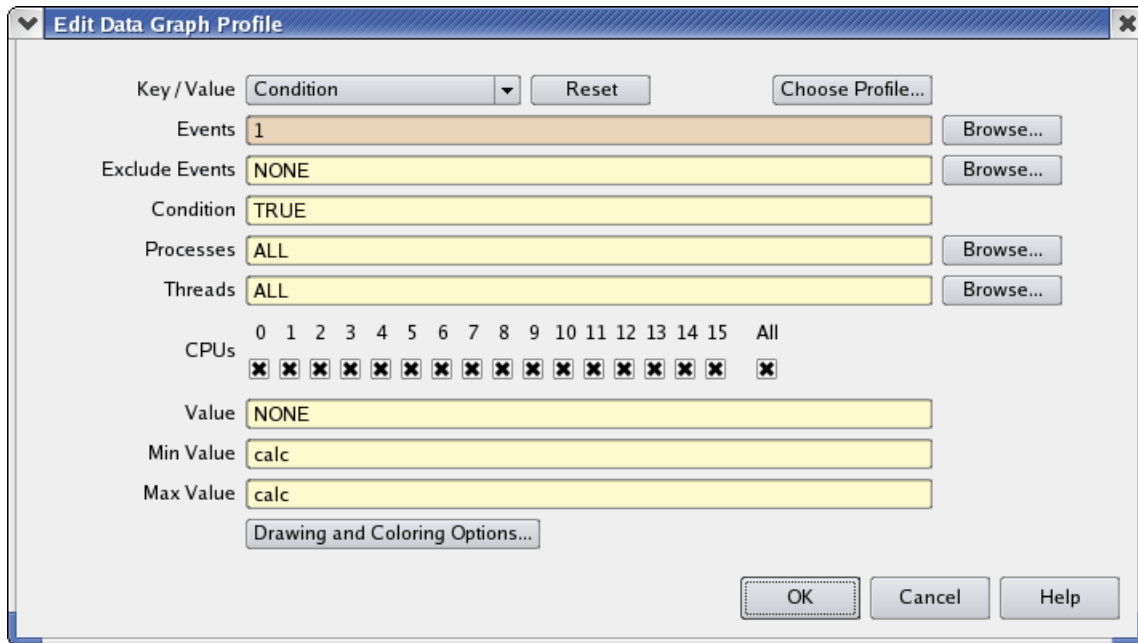 Edit Data Graph Profile
Key / Value Condition Reset Choose Profile...
Events 1 Browse...
Exclude Events NONE Browse...
Condition TRUE
Processes ALL Browse...
Threads ALL Browse...
0 1 2 3 4 5 6 7 8 9 10 11 12 13 14 15 All
CPUs
Value NONE
Min Value calc
Max Value calc
Drawing and Coloring Options...
OK Cancel Help